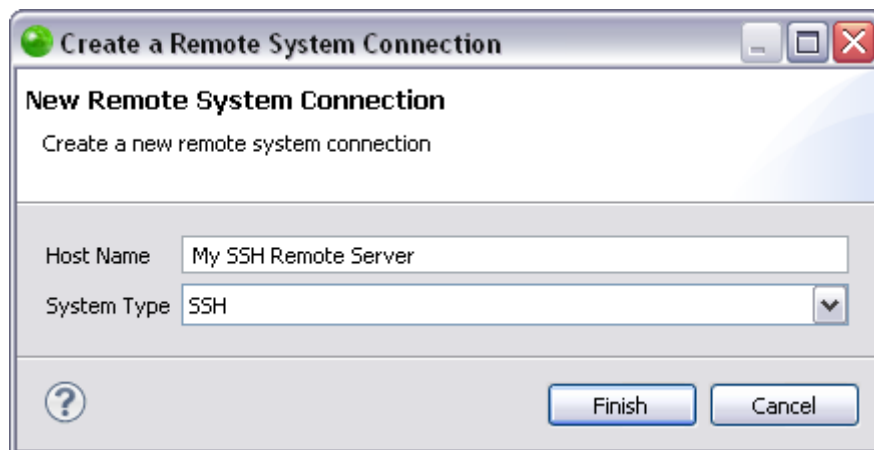 Create a Remote System Connection
New Remote System Connection
Create a new remote system connection
Host Name My SSH Remote Server
System Type SSH
? Finish Cancel